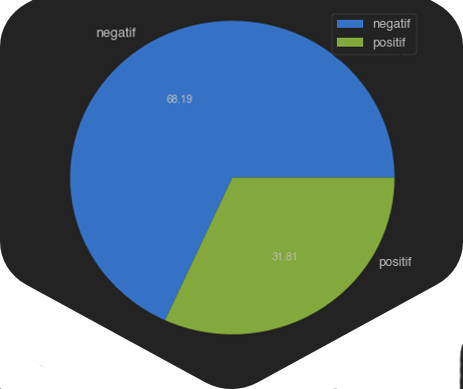 negatif
positif
negatif
68.19
31.81
positif